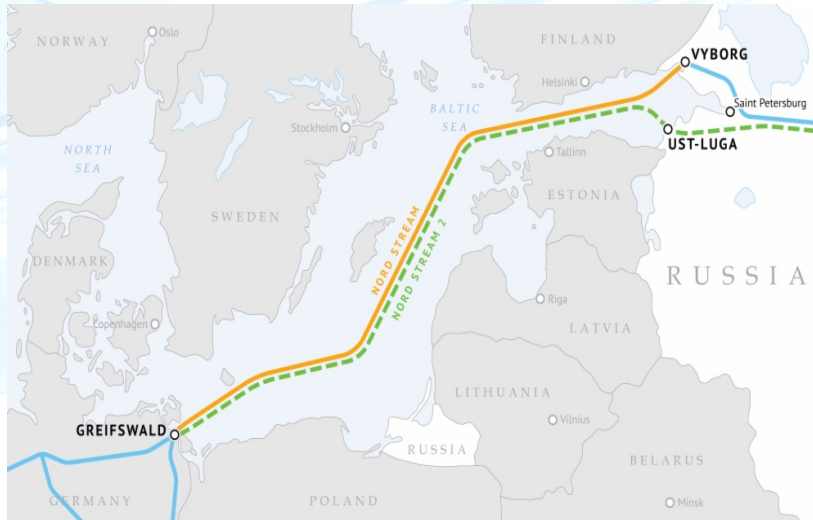 NORWAY
Oslo
FINLAND
VYBORG
Helsinki
Saint Petersburg
BALTIC
SEA
Stockholm
UST-LUGA
NORTH
SEA
Tallinn
ESTONIA
SWEDEN
DENMARK
NORD STREAM
NORD STREAM 2
RUSSIA
Copenhagen
Riga
LATVIA
LITHUANIA
Vilnius
GREIFSWALD
RUSSIA
BELARUS
GERMANY
POLAND
Minsk